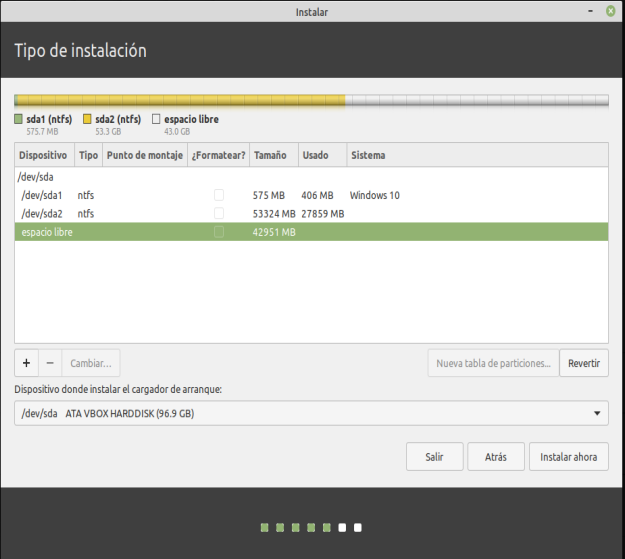 Instalar
Tipo de instalación
sda1 (ntfs) sda2 (ntfs) espacio libre
575.7 MB 53.3 GB 43.0 GB
Dispositivo Tipo Punto de montaje ¿Formatear? Tamaño Usado Sistema
/dev/sda
/dev/sda1 ntfs 575 MB 406 MB Windows 10
/dev/sda2 ntfs 53324 MB 27859 MB
espacio libre 42951 MB
+ − Cambiar... Nueva tabla de particiones... Revertir
Dispositivo donde instalar el cargador de arranque:
/dev/sda ATA VBOX HARDDISK (96.9 GB)
Salir Atrás Instalar ahora